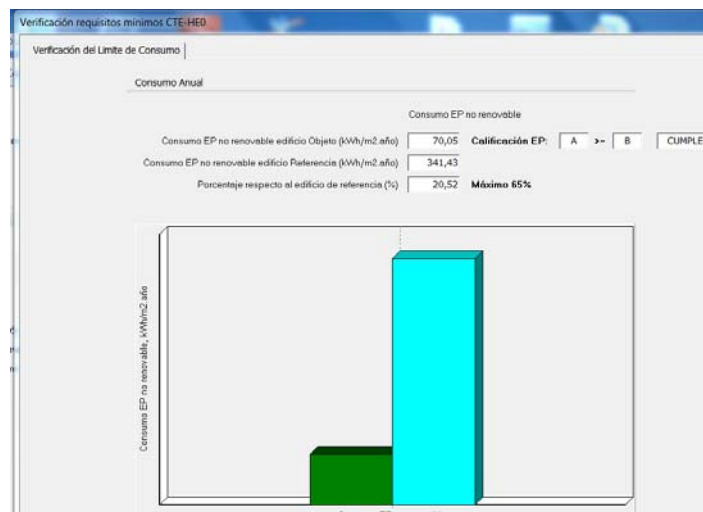 Verificación requisitos mínimos CTE-HE0
Verificación del Límite de Consumo
Consumo Anual
Consumo EP no renovable
Consumo EP no renovable edificio Objeto (kWh/m2.año) 70,05 Calificación EP: A >- B CUMPLE
Consumo EP no renovable edificio Referencia (kWh/m2.año) 341,43
Porcentaje respecto al edificio de referencia (%) 20,52 Máximo 65%
Consumo EP no renovable, kWh/m2.año